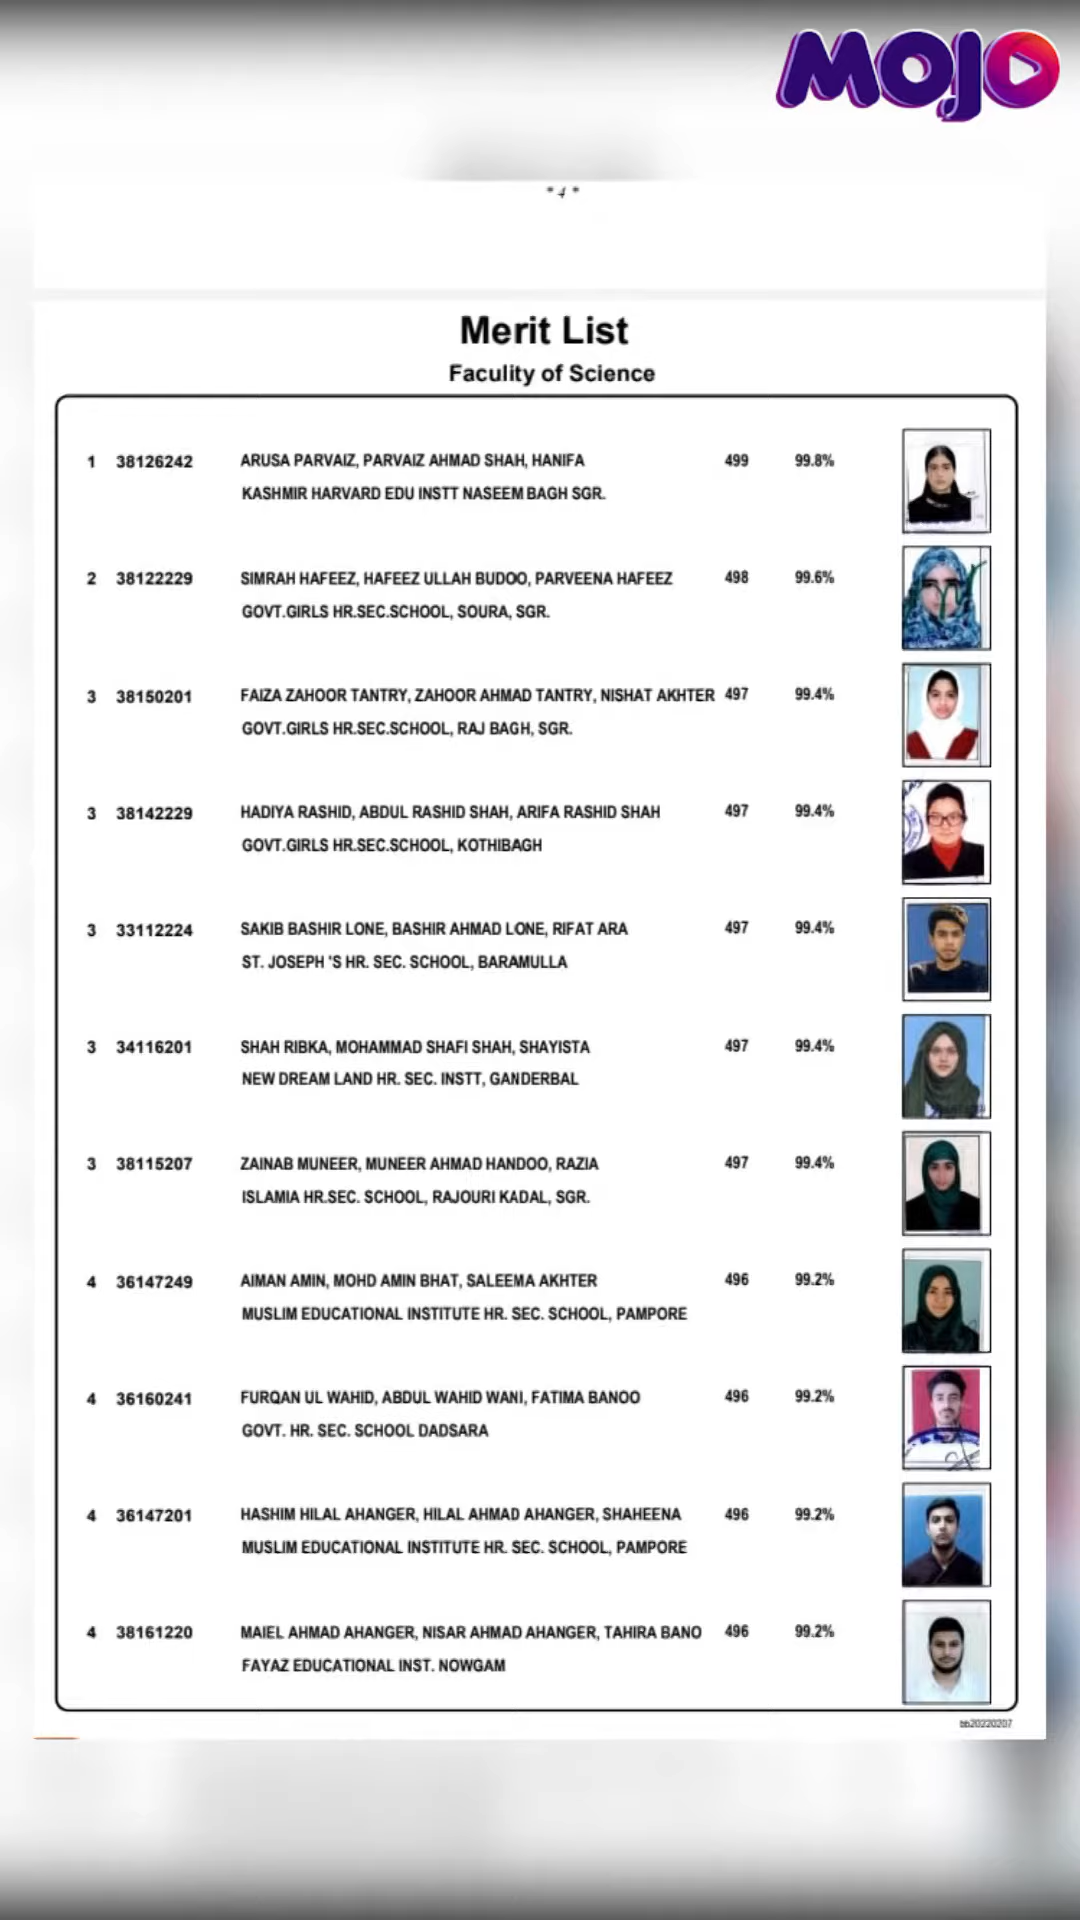 MOJO
* 4 *
Merit List
Faculity of Science
1 38126242 ARUSA PARVAIZ, PARVAIZ AHMAD SHAH, HANIFA 499 99.8%
KASHMIR HARVARD EDU INSTT NASEEM BAGH SGR.
2 38122229 SIMRAH HAFEEZ, HAFEEZ ULLAH BUDOO, PARVEENA HAFEEZ 498 99.6%
GOVT.GIRLS HR.SEC.SCHOOL, SOURA, SGR.
3 38150201 FAIZA ZAHOOR TANTRY, ZAHOOR AHMAD TANTRY, NISHAT AKHTER 497 99.4%
GOVT.GIRLS HR.SEC.SCHOOL, RAJ BAGH, SGR.
3 38142229 HADIYA RASHID, ABDUL RASHID SHAH, ARIFA RASHID SHAH 497 99.4%
GOVT.GIRLS HR.SEC.SCHOOL, KOTHIBAGH
3 33112224 SAKIB BASHIR LONE, BASHIR AHMAD LONE, RIFAT ARA 497 99.4%
ST. JOSEPH 'S HR. SEC. SCHOOL, BARAMULLA
3 34116201 SHAH RIBKA, MOHAMMAD SHAFI SHAH, SHAYISTA 497 99.4%
NEW DREAM LAND HR. SEC. INSTT, GANDERBAL
3 38115207 ZAINAB MUNEER, MUNEER AHMAD HANDOO, RAZIA 497 99.4%
ISLAMIA HR.SEC. SCHOOL, RAJOURI KADAL, SGR.
4 36147249 AIMAN AMIN, MOHD AMIN BHAT, SALEEMA AKHTER 496 99.2%
MUSLIM EDUCATIONAL INSTITUTE HR. SEC. SCHOOL, PAMPORE
4 36160241 FURQAN UL WAHID, ABDUL WAHID WANI, FATIMA BANOO 496 99.2%
GOVT. HR. SEC. SCHOOL DADSARA
4 36147201 HASHIM HILAL AHANGER, HILAL AHMAD AHANGER, SHAHEENA 496 99.2%
MUSLIM EDUCATIONAL INSTITUTE HR. SEC. SCHOOL, PAMPORE
4 38161220 MAIEL AHMAD AHANGER, NISAR AHMAD AHANGER, TAHIRA BANO 496 99.2%
FAYAZ EDUCATIONAL INST. NOWGAM
bb20220207